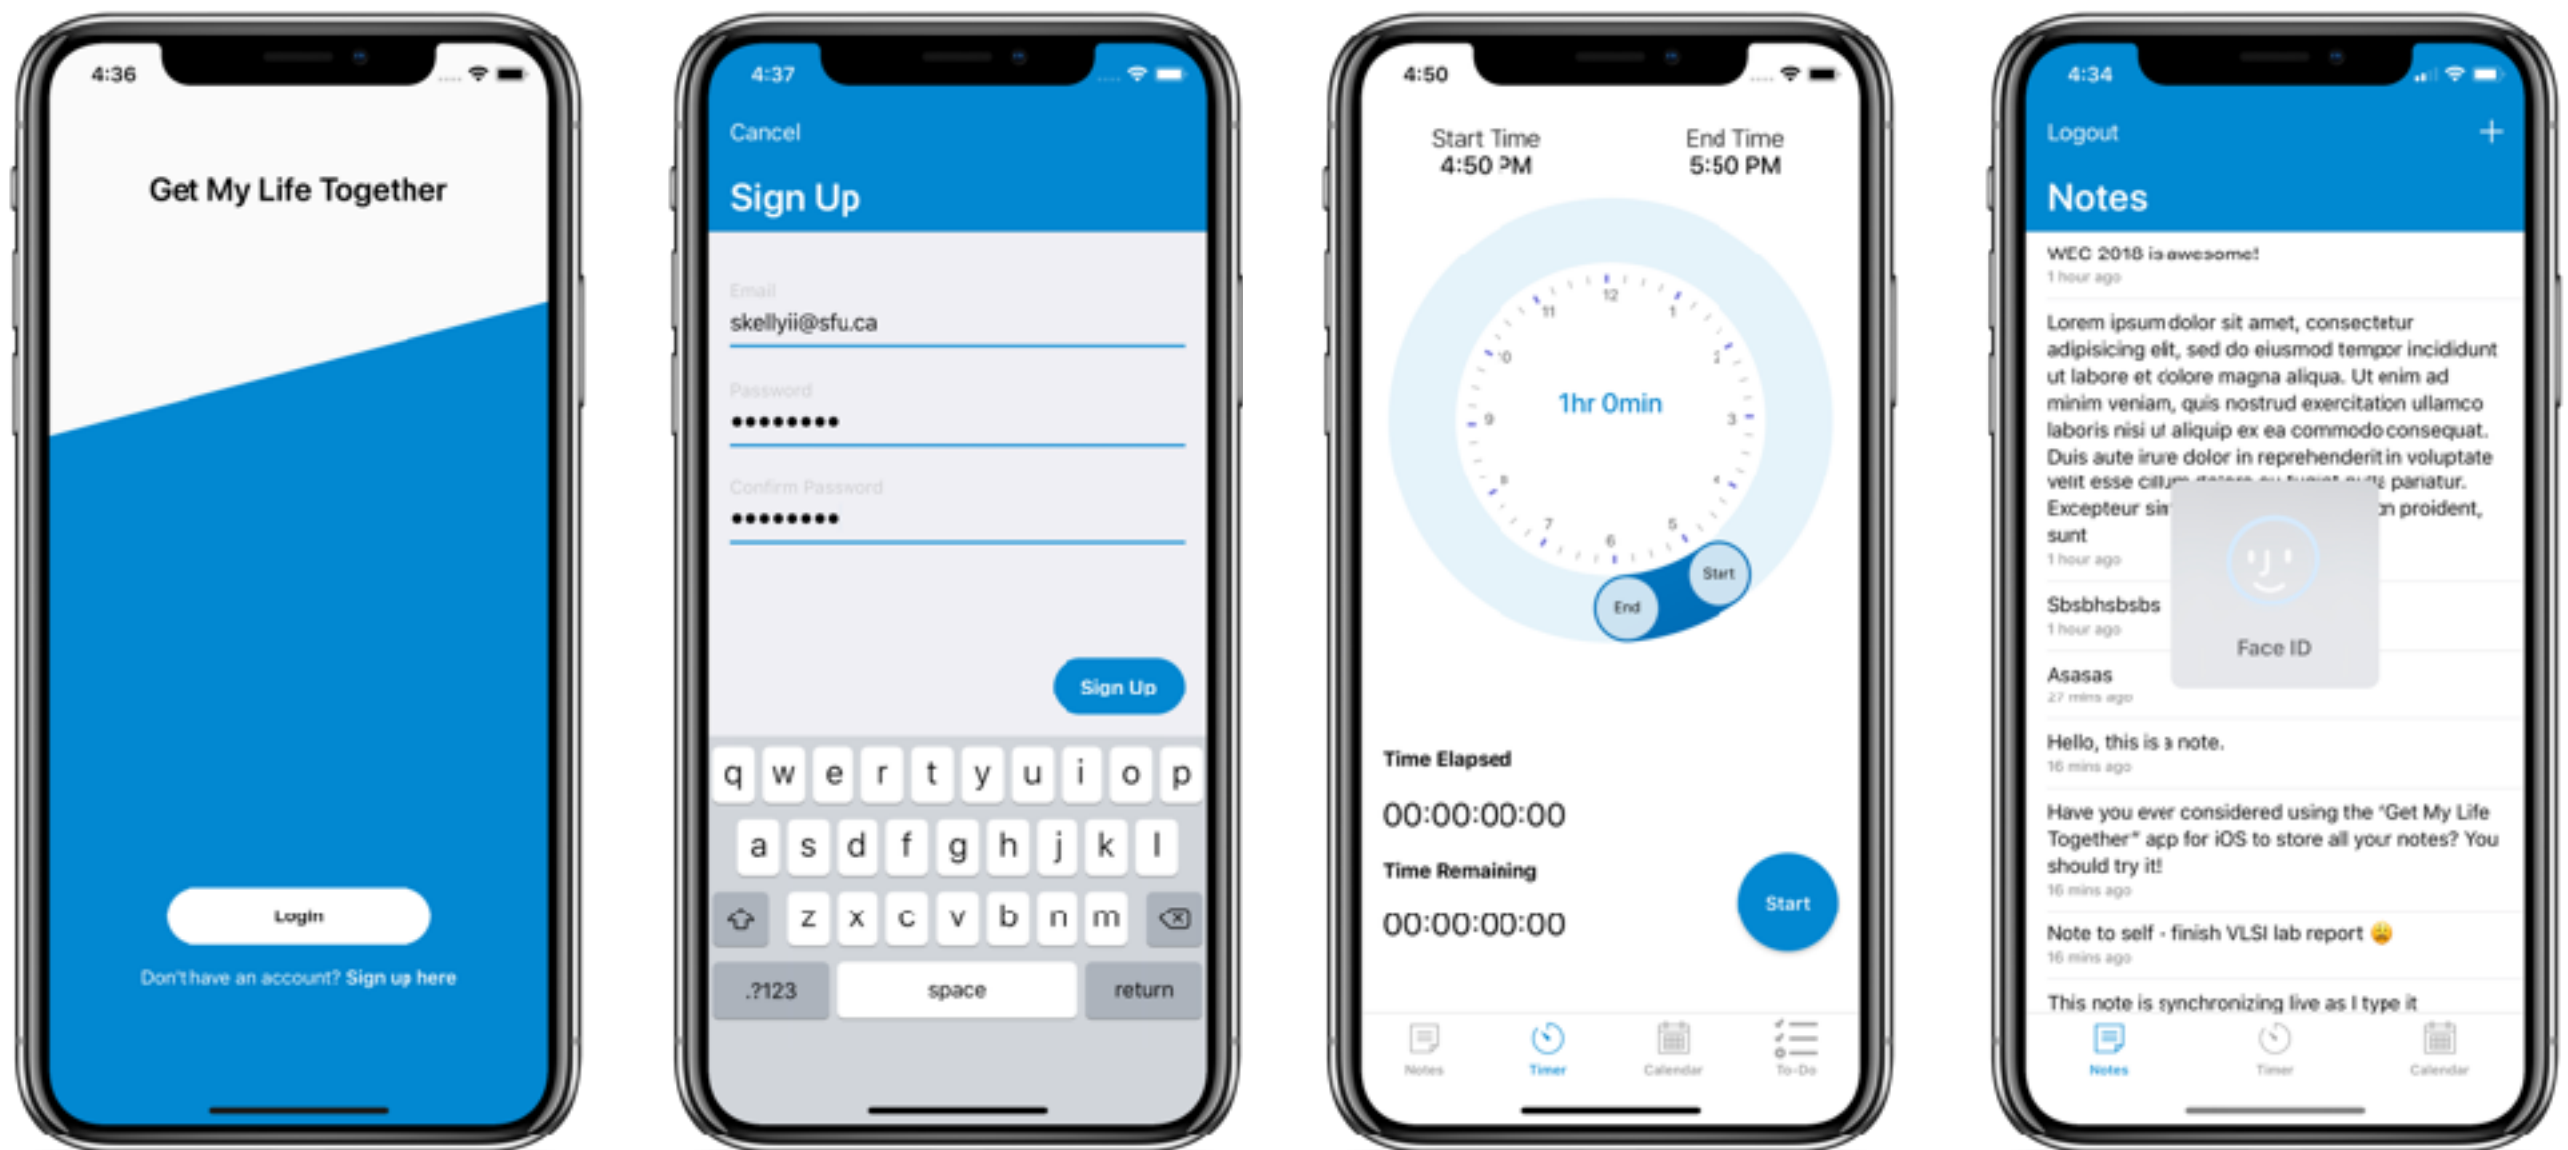 4:36
Get My Life Together
Login
Don't have an account? Sign up here
4:37
Cancel
Sign Up
Email
skellyii@sfu.ca
Password
Confirm Password
Sign Up
q w e r t y u i o p
a s d f g h j k l
z x c v b n m
.?123 space return
4:50
Start Time End Time
4:50 PM 5:50 PM
12
11 1
10 2
1hr 0min
9 3
8 4
7 5
6
Start
End
Time Elapsed
00:00:00:00
Time Remaining
00:00:00:00
Start
Notes Timer Calendar To-Do
4:34
Logout +
Notes
WEC 2018 is awesome!
1 hour ago
Lorem ipsum dolor sit amet, consectetur
adipisicing elit, sed do eiusmod tempor incididunt
ut labore et dolore magna aliqua. Ut enim ad
minim veniam, quis nostrud exercitation ullamco
laboris nisi ut aliquip ex ea commodo consequat.
Duis aute irure dolor in reprehenderit in voluptate
velit esse cillum dolore eu fugiat nulla pariatur.
Excepteur proident,
sunt
1 hour ago
Sbsbhsbsbs
1 hour ago
Face ID
Asasas
27 mins ago
Hello, this is a note.
16 mins ago
Have you ever considered using the "Get My Life
Together" app for iOS to store all your notes? You
should try it!
16 mins ago
Note to self - finish VLSI lab report 😩
16 mins ago
This note is synchronizing live as I type it
Notes Timer Calendar